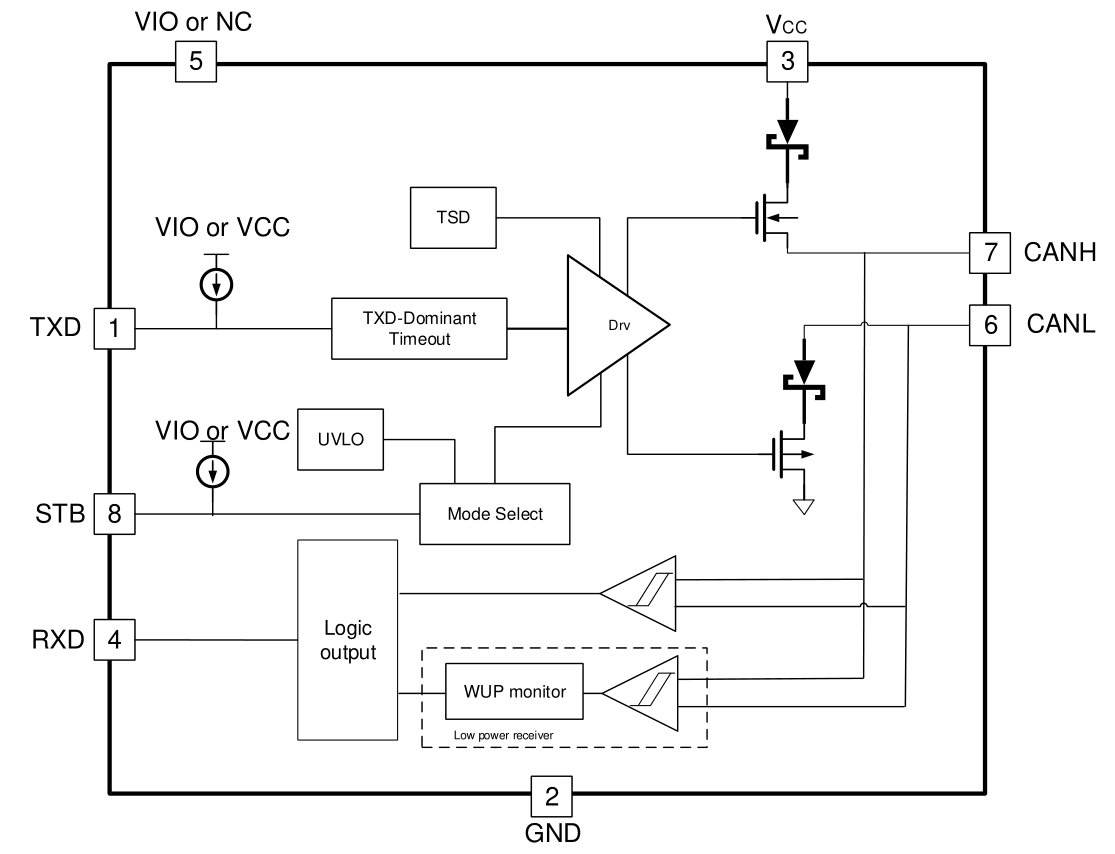 VIO or NC
5
VCC
3
TSD
VIO or VCC
7 CANH
TXD 1
TXD-Dominant
Timeout
Drv
6 CANL
VIO or VCC
UVLO
STB 8
Mode Select
RXD 4
Logic
output
WUP monitor
Low power receiver
2
GND